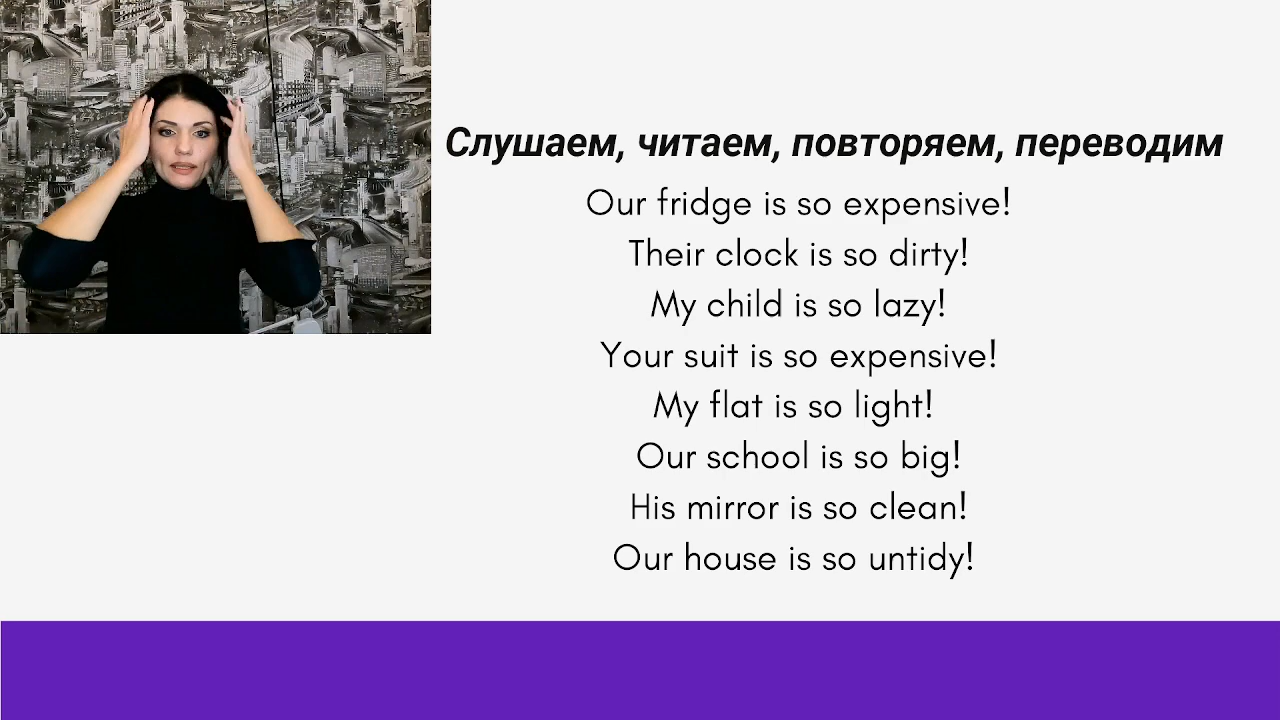 Слушаем, читаем, повторяем, переводим
Our fridge is so expensive!
Their clock is so dirty!
My child is so lazy!
Your suit is so expensive!
My flat is so light!
Our school is so big!
His mirror is so clean!
Our house is so untidy!